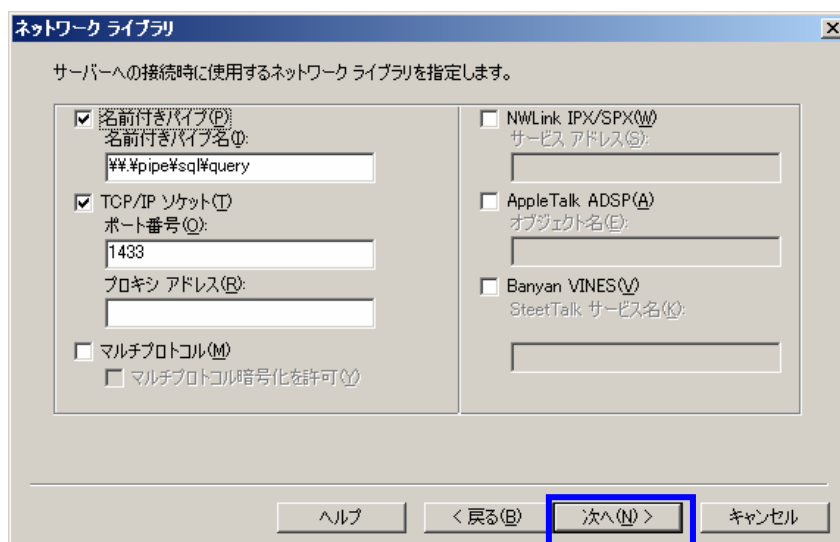 ネットワーク ライブラリ
サーバーへの接続時に使用するネットワーク ライブラリを指定します。
名前付きパイプ(P)
名前付きパイプ名(I):
¥¥.¥pipe¥sql¥query
TCP/IP ソケット(T)
ポート番号(O):
1433
プロキシ アドレス(R):
マルチプロトコル(M)
マルチプロトコル暗号化を許可(Y)
NWLink IPX/SPX(W)
サービス アドレス(S):
AppleTalk ADSP(A)
オブジェクト名(E):
Banyan VINES(V)
SteetTalk サービス名(K):
ヘルプ
< 戻る(B)
次へ(N) >
キャンセル